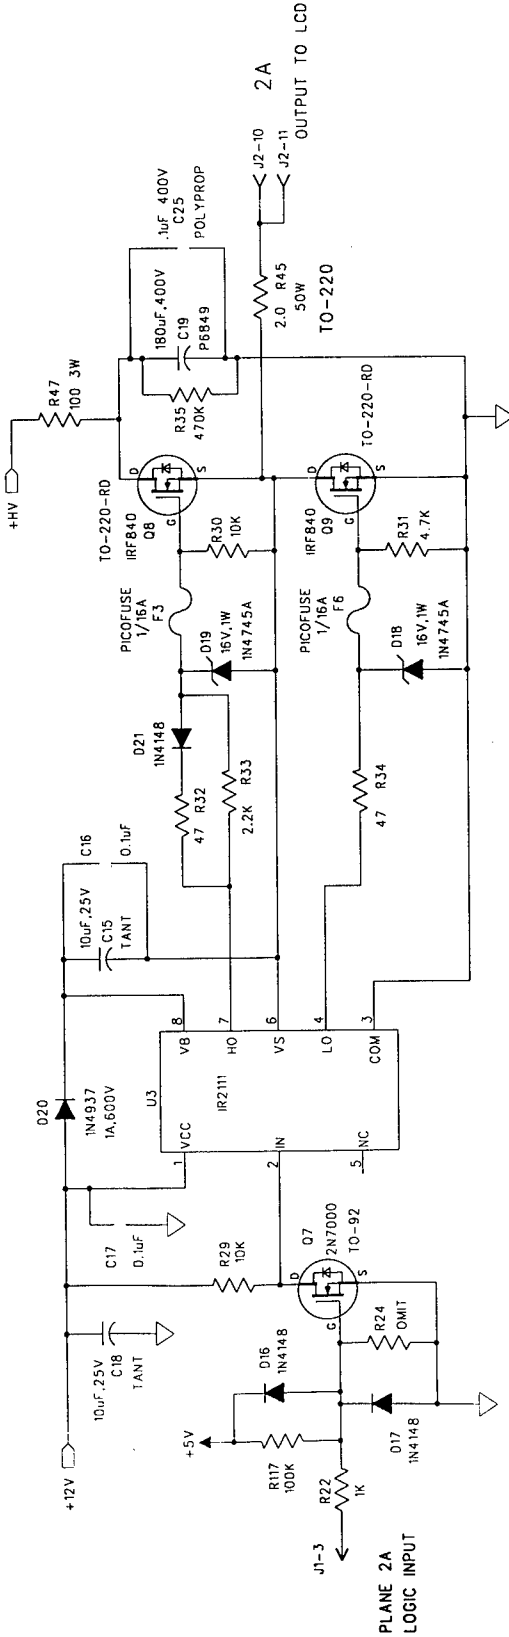 PLANE 2A
LOGIC INPUT
J1-3
R22
1K
R117
100K
+5V
D16
1N4148
D17
1N4148
R24
OMIT
G
D
S
Q7
2N7000
TO-92
+12V
10uF,25V
C18
TANT
C17
0.1uF
R29
10K
D20
1N4937
1A,600V
U3
IR2111
1
VCC
2
IN
5
NC
VB
8
HO
7
VS
6
LO
4
COM
3
10uF,25V
C15
TANT
C16
0.1uF
47
R32
D21
1N4148
2.2K
R33
D19
16V,1W
1N4745A
PICOFUSE
1/16A
F3
R30
10K
TO-220-RD
IRF840
Q8
G
D
S
47
R34
D18
16V,1W
1N4745A
PICOFUSE
1/16A
F6
R31
4.7K
IRF840
Q9
G
D
S
TO-220-RD
+HV
R47
100 3W
R35
470K
180uF,400V
C19
P6849
.1uF 400V
C25
POLYPROP
2.0 R45
50W
TO-220
J2-10
J2-11
2A
OUTPUT TO LCD